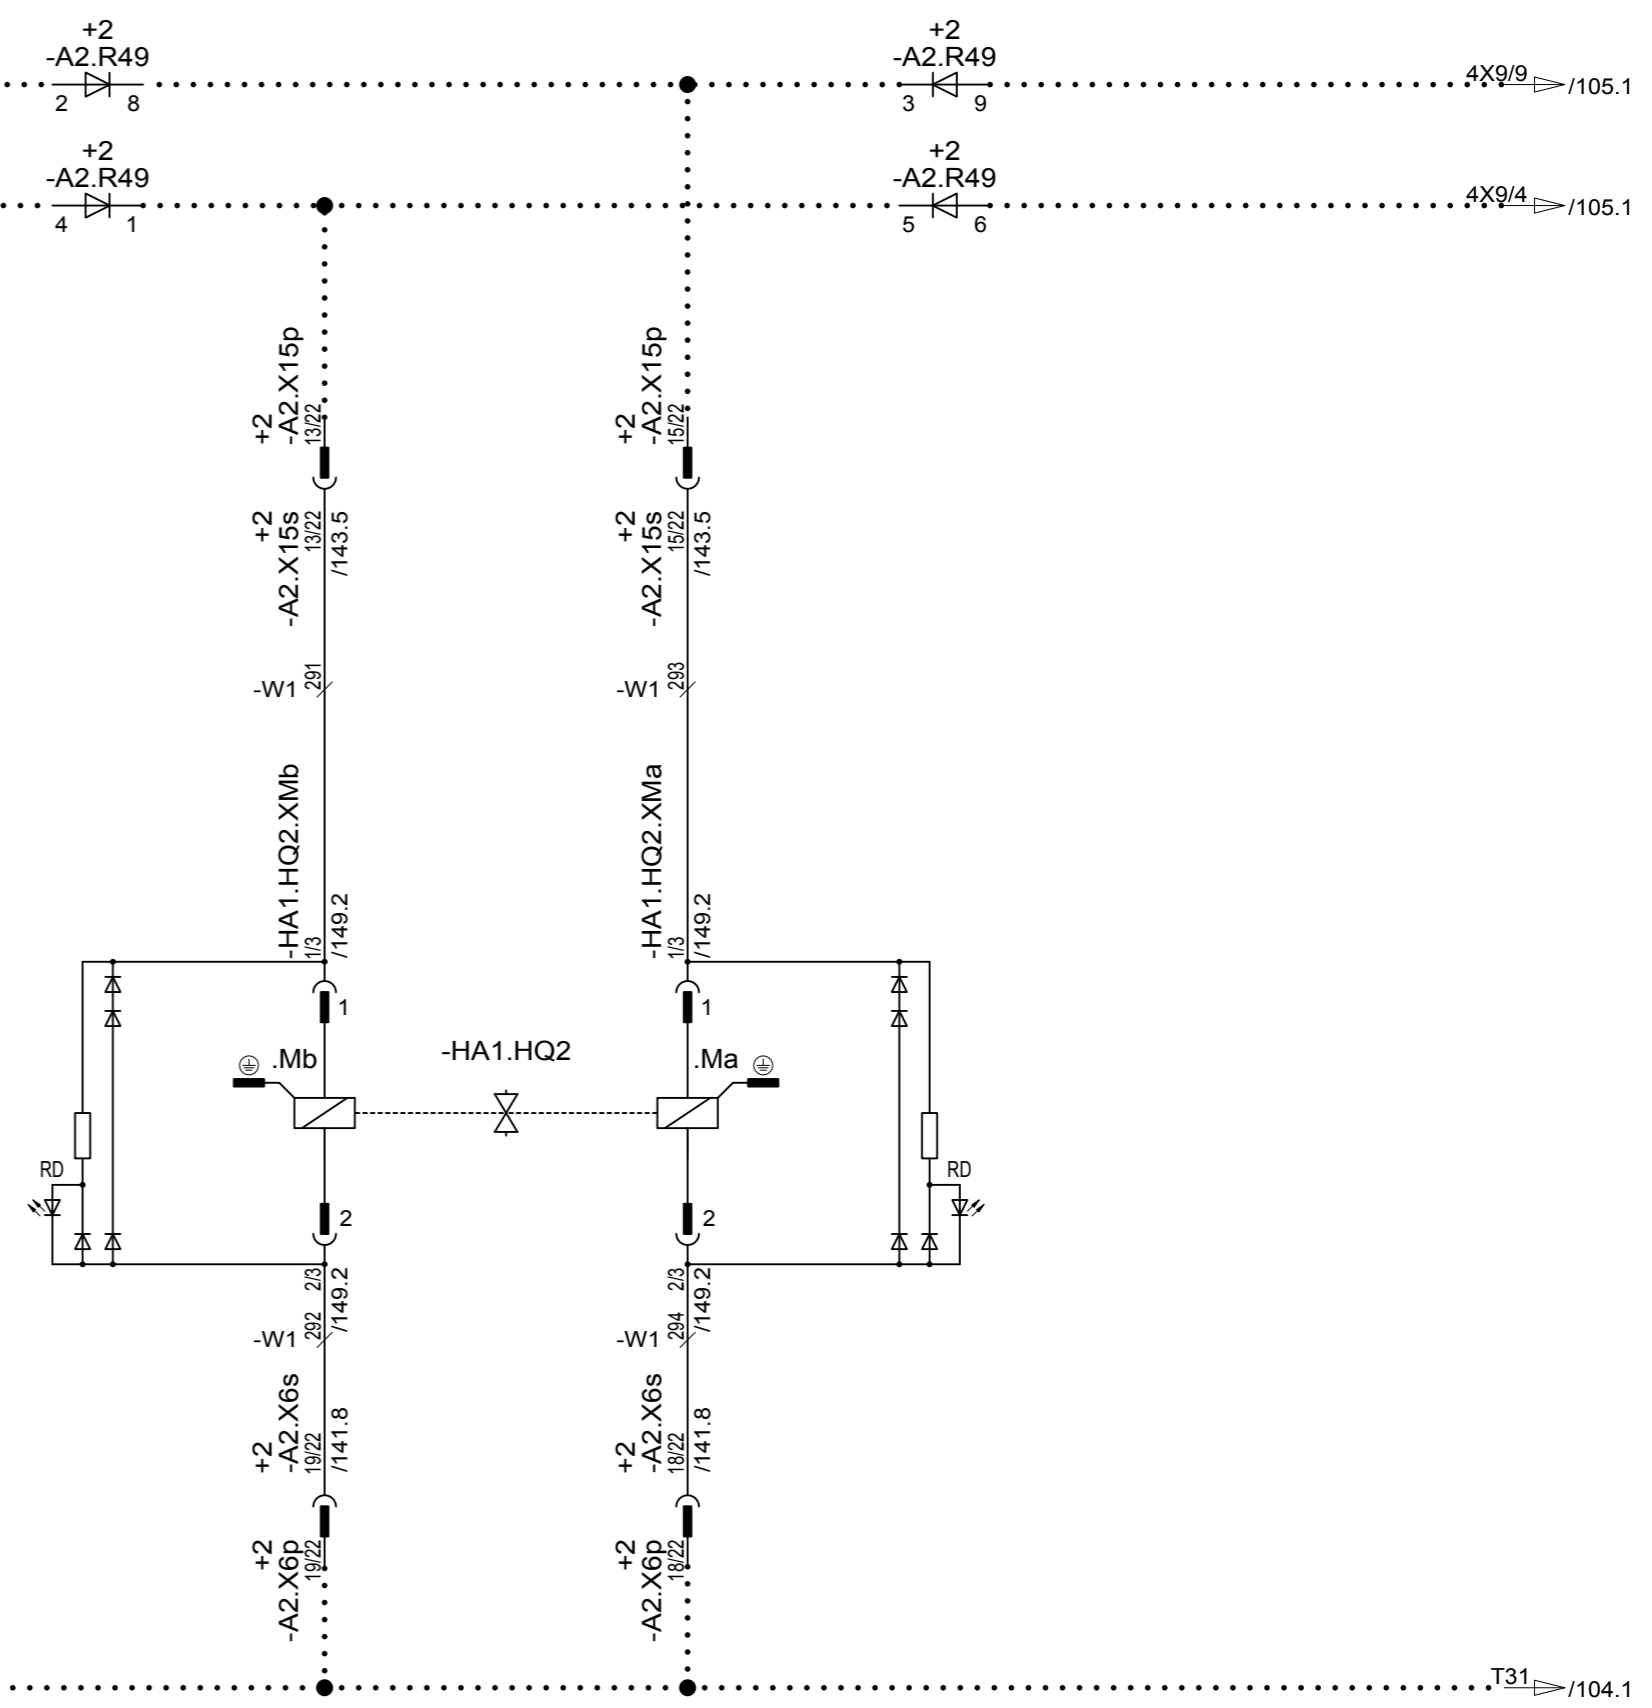 +2
-A2.R49
2 8
+2
-A2.R49
3 9
4X9/9
/105.1
+2
-A2.R49
4 1
+2
-A2.R49
5 6
4X9/4
/105.1
+2
-A2.X15p
13/22
+2
-A2.X15p
15/22
+2
-A2.X15s
13/22
/143.5
+2
-A2.X15s
15/22
/143.5
-W1
291
-W1
293
-HA1.HQ2.XMb
1/3
/149.2
-HA1.HQ2.XMa
1/3
/149.2
1
1
.Mb
-HA1.HQ2
.Ma
RD
RD
2
2
2/3
/149.2
2/3
/149.2
-W1
292
-W1
294
+2
-A2.X6s
19/22
/141.8
+2
-A2.X6s
18/22
/141.8
+2
-A2.X6p
19/22
+2
-A2.X6p
18/22
T31
/104.1